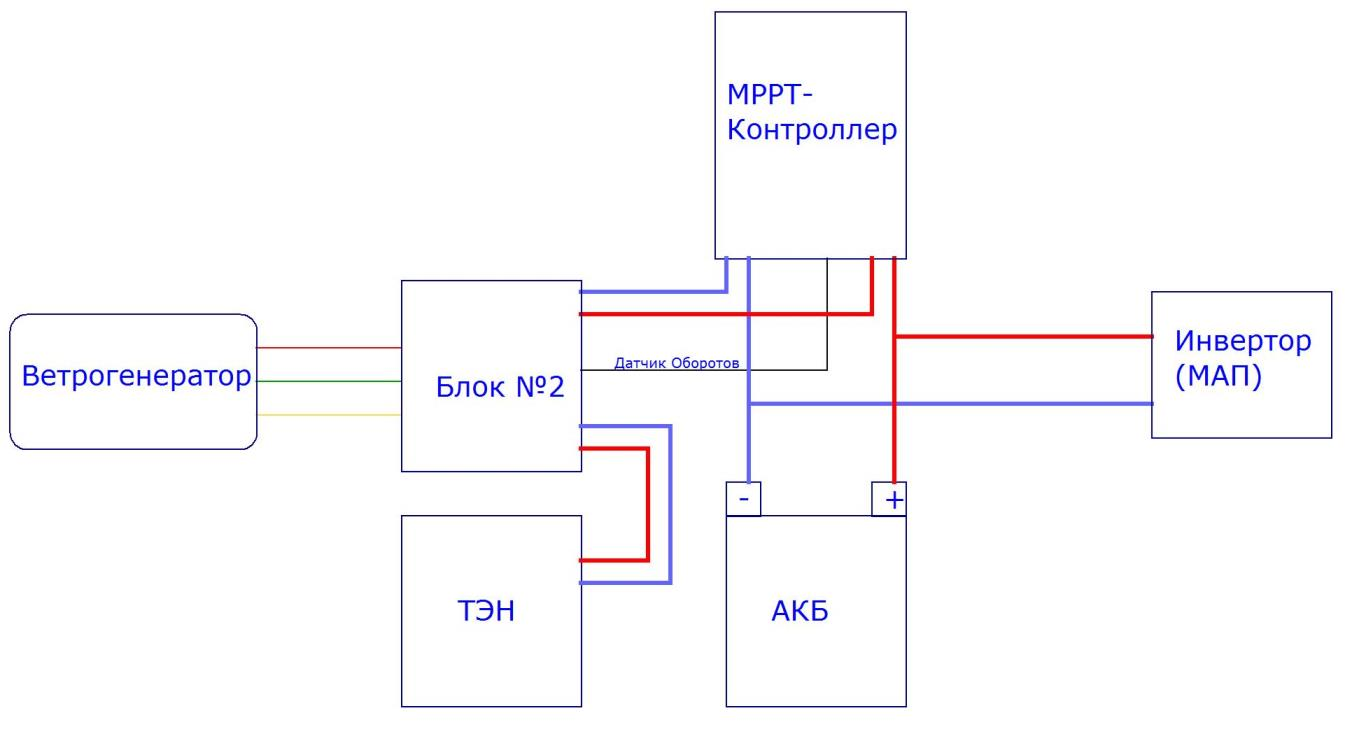 МРРТ-
Контроллер
Ветрогенератор
Блок №2
Датчик Оборотов
Инвертор
(МАП)
-
+
ТЭН
АКБ